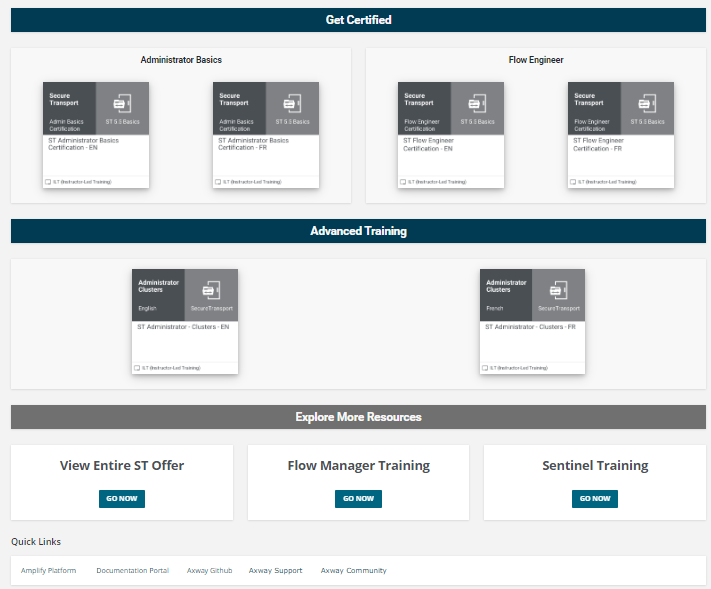 Get Certified
Administrator Basics
Flow Engineer
Secure
Transport
Admin Basics
Certification
ST 5.5 Basics
ST Administrator Basics
Certification - EN
ILT (Instructor-Led Training)
Secure
Transport
Admin Basics
Certification
ST 5.5 Basics
ST Administrator Basics
Certification - FR
ILT (Instructor-Led Training)
Secure
Transport
Flow Engineer
Certification
ST 5.5 Basics
ST Flow Engineer
Certification - EN
ILT (Instructor-Led Training)
Secure
Transport
Flow Engineer
Certification
ST 5.5 Basics
ST Flow Engineer
Certification - FR
ILT (Instructor-Led Training)
Advanced Training
Administrator
Clusters
English
SecureTransport
ST Administrator - Clusters - EN
ILT (Instructor-Led Training)
Administrator
Clusters
French
SecureTransport
ST Administrator - Clusters - FR
ILT (Instructor-Led Training)
Explore More Resources
View Entire ST Offer
GO NOW
Flow Manager Training
GO NOW
Sentinel Training
GO NOW
Quick Links
Amplify Platform
Documentation Portal
Axway Github
Axway Support
Axway Community